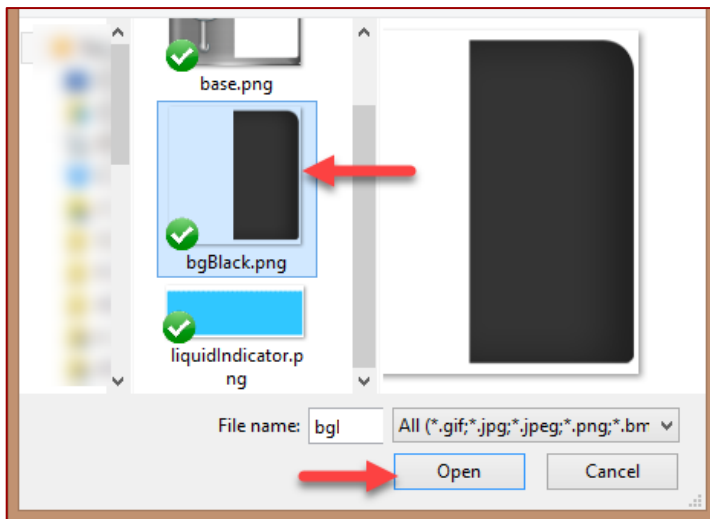 base.png
bgBlack.png
liquidIndicator.p
ng
File name: bgl All (*.gif;*.jpg;*.jpeg;*.png;*.bm
Open Cancel